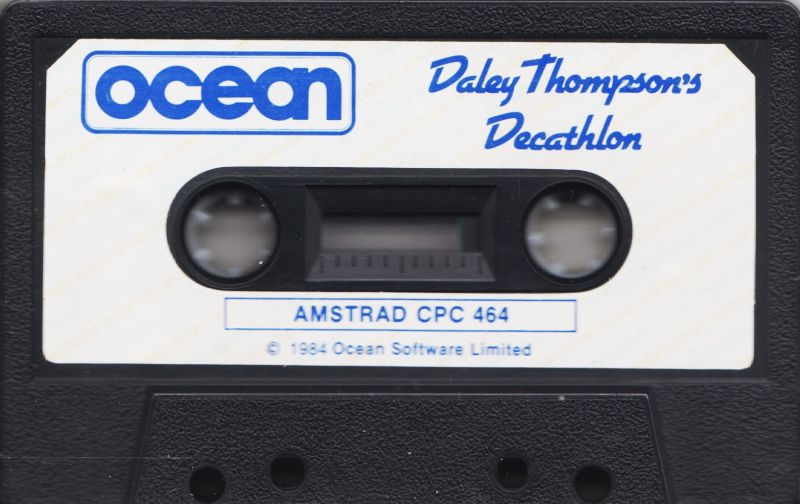 ocean
Daley Thompson's
Decathlon
AMSTRAD CPC 464
© 1984 Ocean Software Limited